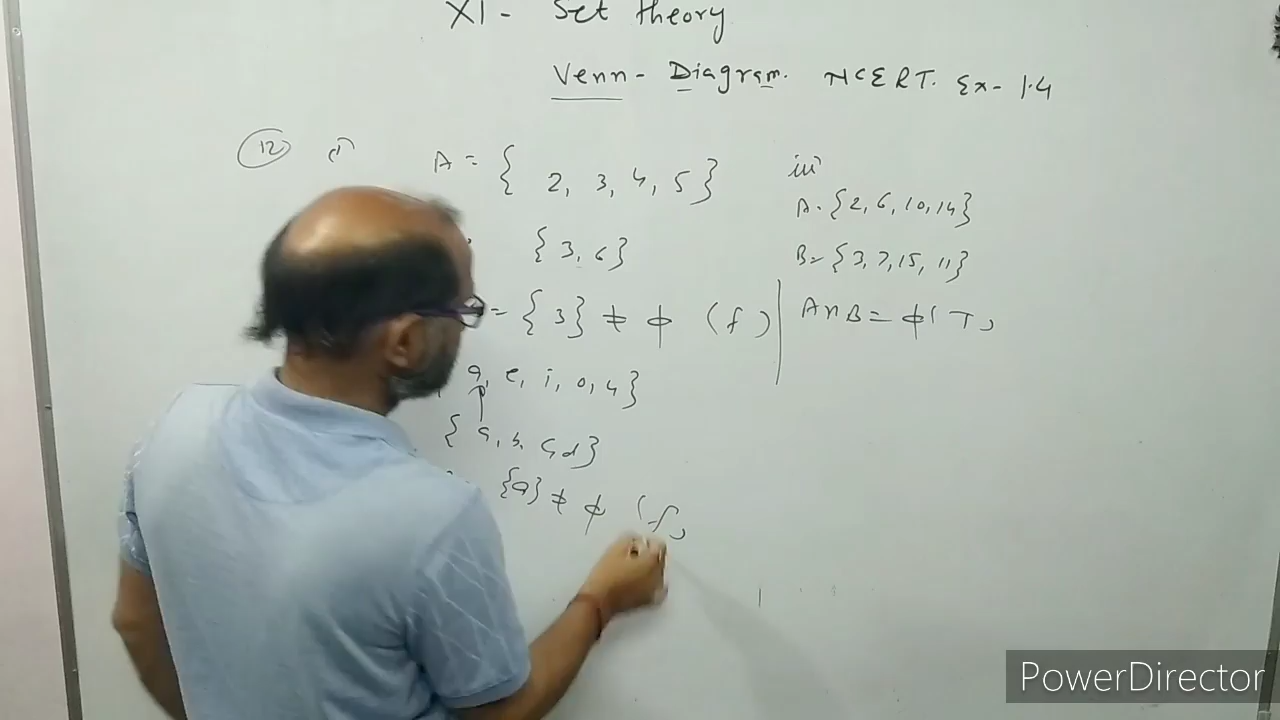 XI - Set theory
Venn - Diagram. NCERT. Ex - 1.4
12 i
A = { 2, 3, 4, 5 }
{ 3, 6 }
= { 3 } ≠ ϕ (f)
a, e, i, o, u }
{ a, b, c, d }
{a} ≠ ϕ (f)
iii
A = {2, 6, 10, 14}
B = {3, 7, 15, 11}
A ∩ B = ϕ (T)
PowerDirector